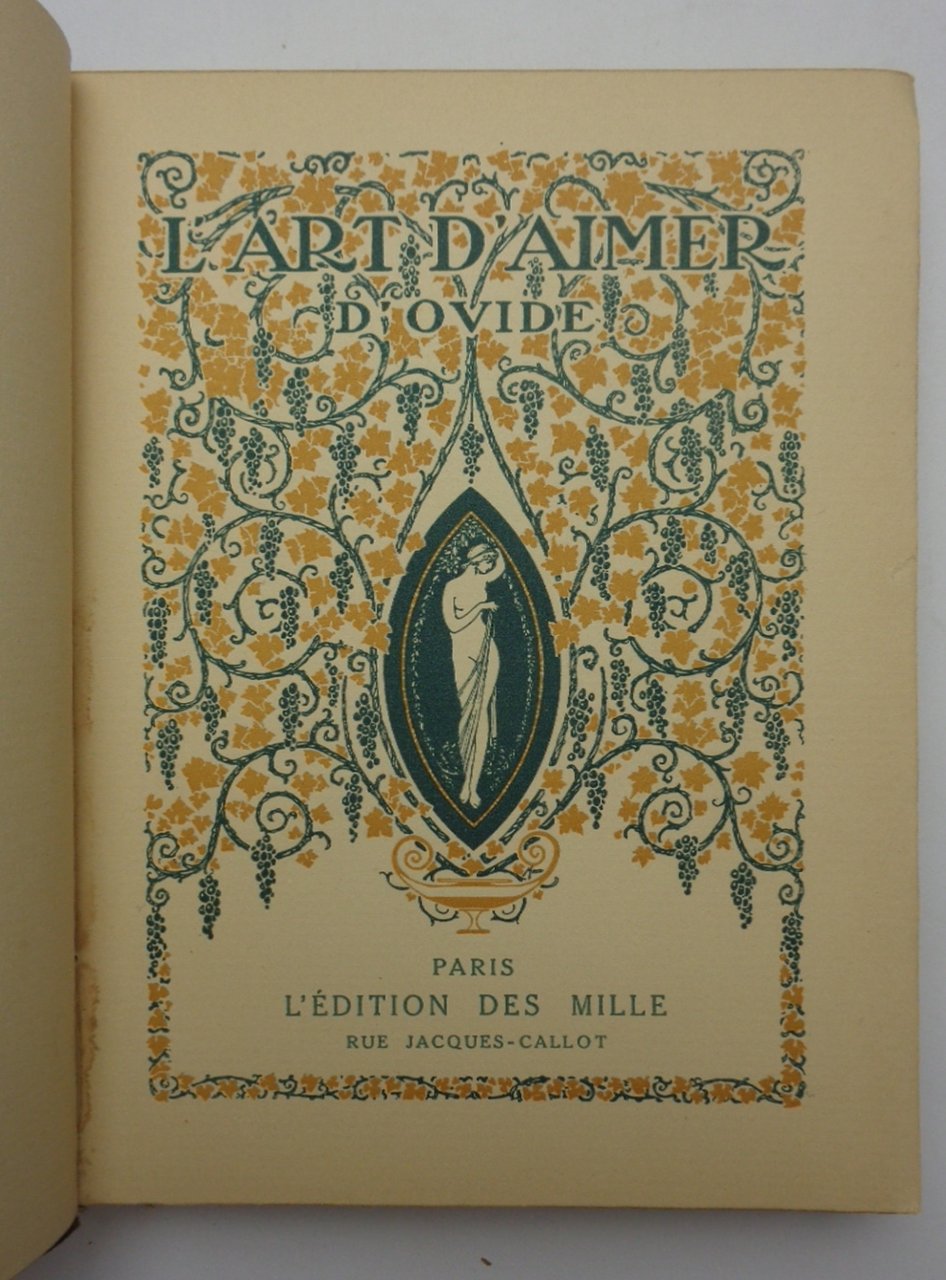 L'ART D'AIMER
D'OVIDE
PARIS
L'ÉDITION DES MILLE
RUE JACQUES-CALLOT